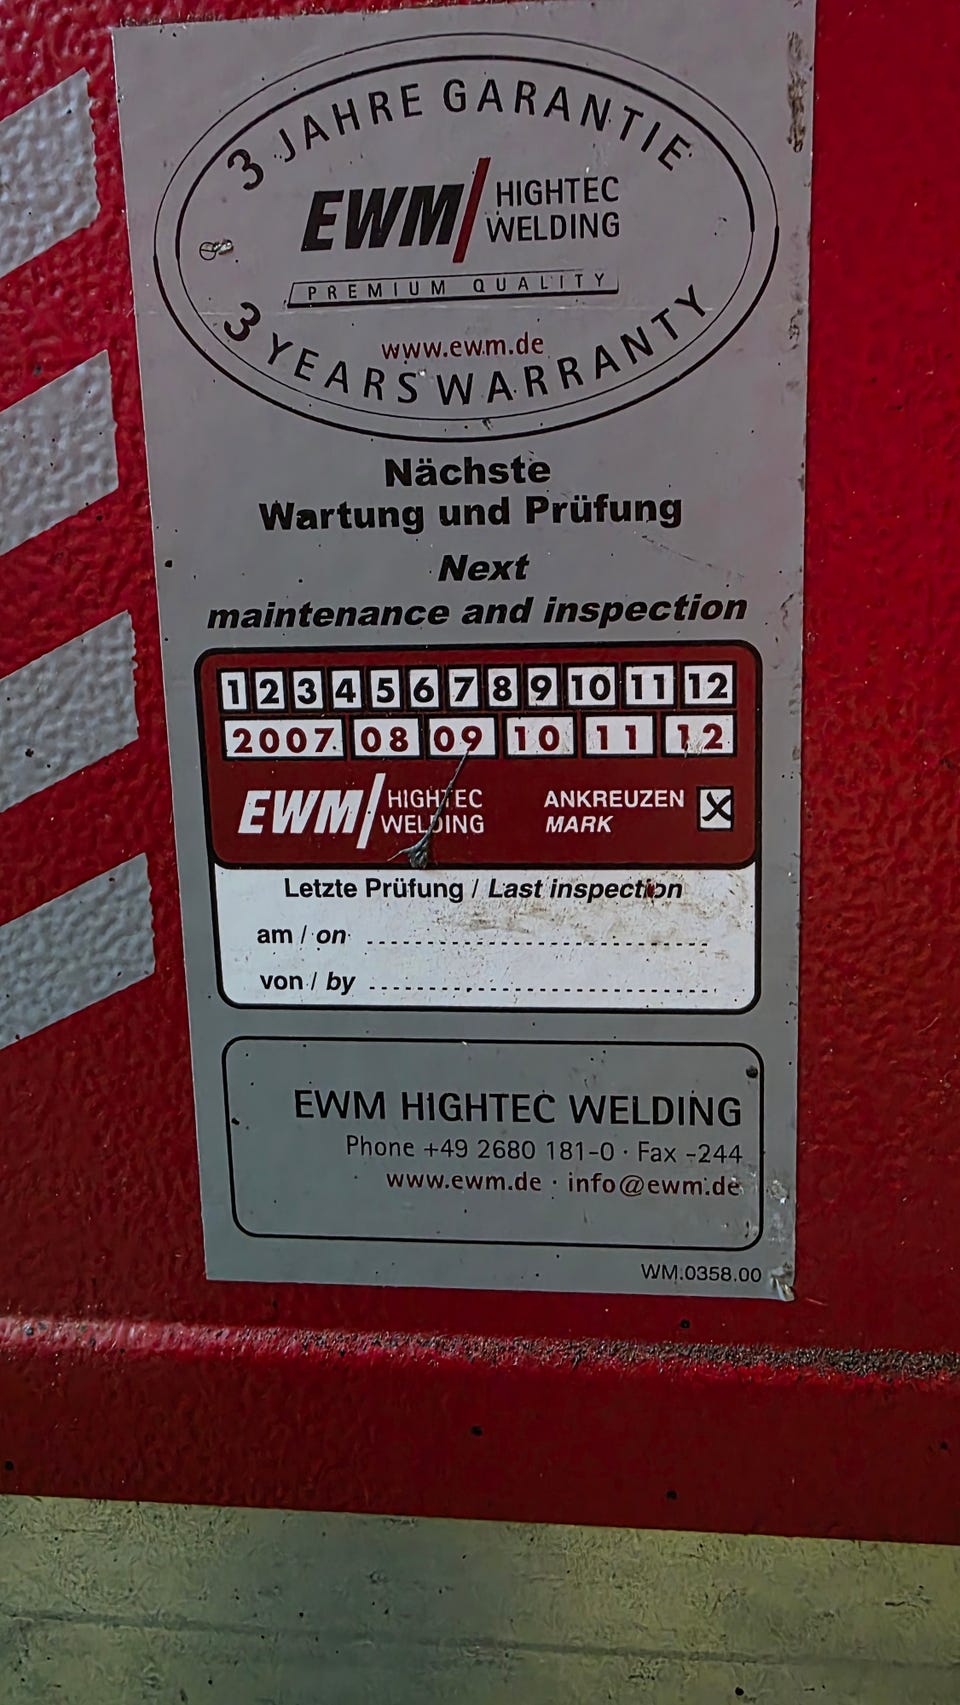 3 JAHRE GARANTIE
EWM HIGHTEC
WELDING
PREMIUM QUALITY
www.ewm.de
3 YEARS WARRANTY
Nächste
Wartung und Prüfung
Next
maintenance and inspection
1 2 3 4 5 6 7 8 9 10 11 12
2007 08 09 10 11 12
EWM HIGHTEC
WELDING
ANKREUZEN
MARK
Letzte Prüfung / Last inspection
am / on
von / by
EWM HIGHTEC WELDING
Phone +49 2680 181-0 · Fax -244
www.ewm.de · info@ewm.de
WM.0358.00